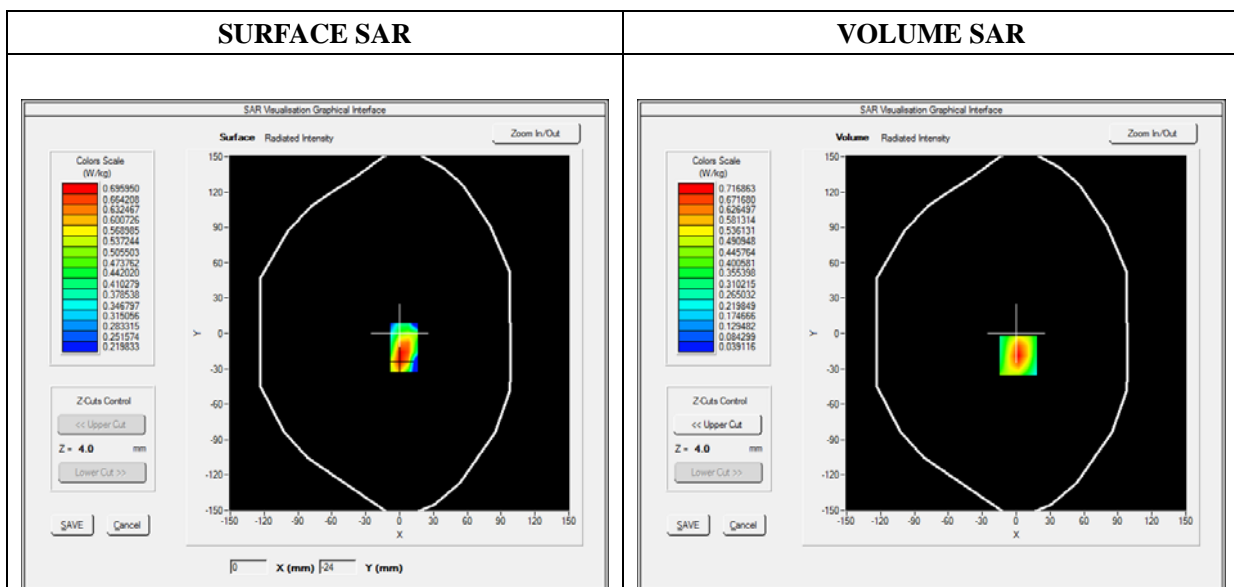 SURFACE SAR
VOLUME SAR
SAR Visualisation Graphical Interface
Surface Radiated Intensity
Zoom In/Out
Colors Scale
(W/kg)
0.695950
0.664208
0.632467
0.600726
0.568985
0.537244
0.505503
0.473762
0.442020
0.410279
0.378538
0.346797
0.315056
0.283315
0.251574
0.219833
Z-Cuts Control
<< Upper Cut
Z = 4.0 mm
Lower Cut >>
SAVE Cancel
150
120
90
60
30
0
-30
-60
-90
-120
-150
Y
-150 -120 -90 -60 -30 0 30 60 90 120 150
X
0 X (mm) -24 Y (mm)
SAR Visualisation Graphical Interface
Volume Radiated Intensity
Zoom In/Out
Colors Scale
(W/kg)
0.716863
0.671680
0.626497
0.581314
0.536131
0.490948
0.445764
0.400581
0.355398
0.310215
0.265032
0.219849
0.174666
0.129482
0.084299
0.039116
Z-Cuts Control
<< Upper Cut
Z = 4.0 mm
Lower Cut >>
SAVE Cancel
150
120
90
60
30
0
-30
-60
-90
-120
-150
Y
-150 -120 -90 -60 -30 0 30 60 90 120 150
X